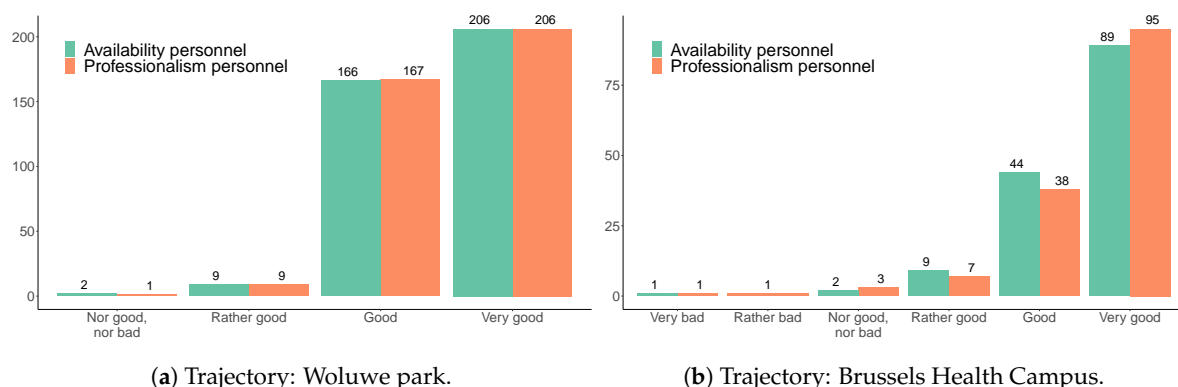 206 206
200
Availability personnel
Professionalism personnel
166 167
150
100
50
9 9
2 1
0
Nor good,
nor bad
Rather good
Good
Very good
(a) Trajectory: Woluwe park.
95
89
Availability personnel
Professionalism personnel
75
50
44
38
25
9
7
1 1 1 2 3
0
Very bad
Rather bad
Nor good,
nor bad
Rather good
Good
Very good
(b) Trajectory: Brussels Health Campus.